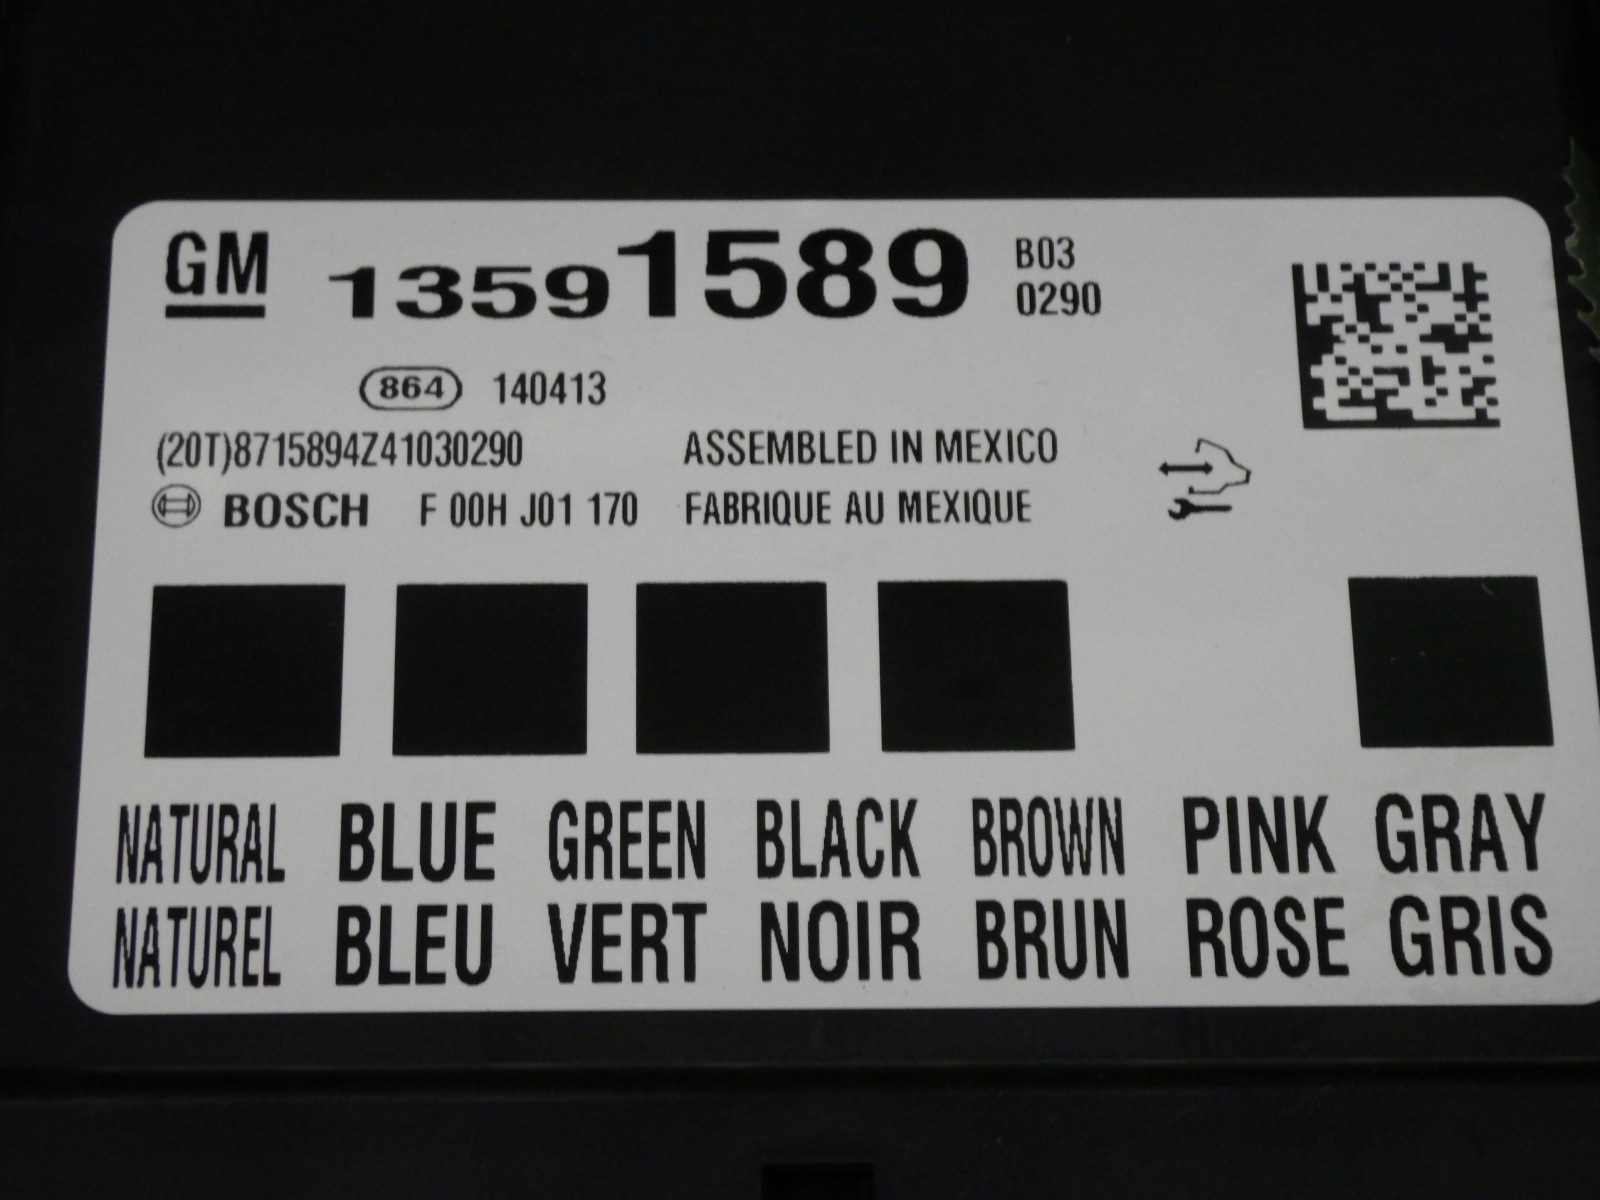 GM 13591589 B03
0290
864 140413
(20T)8715894Z41030290 ASSEMBLED IN MEXICO
BOSCH F 00H J01 170 FABRIQUE AU MEXIQUE
NATURAL BLUE GREEN BLACK BROWN PINK GRAY
NATUREL BLEU VERT NOIR BRUN ROSE GRIS